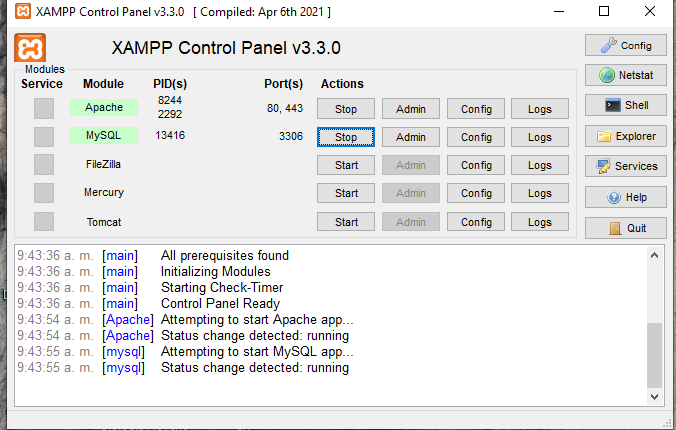 XAMPP Control Panel v3.3.0 [ Compiled: Apr 6th 2021 ]
XAMPP Control Panel v3.3.0
Config
Modules
Service Module PID(s) Port(s) Actions
Netstat
Apache 8244 2292 80, 443 Stop Admin Config Logs
Shell
MySQL 13416 3306 Stop Admin Config Logs
Explorer
FileZilla Start Admin Config Logs
Services
Mercury Start Admin Config Logs
Help
Tomcat Start Admin Config Logs
Quit
9:43:36 a. m. [main] All prerequisites found
9:43:36 a. m. [main] Initializing Modules
9:43:36 a. m. [main] Starting Check-Timer
9:43:36 a. m. [main] Control Panel Ready
9:43:54 a. m. [Apache] Attempting to start Apache app...
9:43:54 a. m. [Apache] Status change detected: running
9:43:55 a. m. [mysql] Attempting to start MySQL app...
9:43:55 a. m. [mysql] Status change detected: running